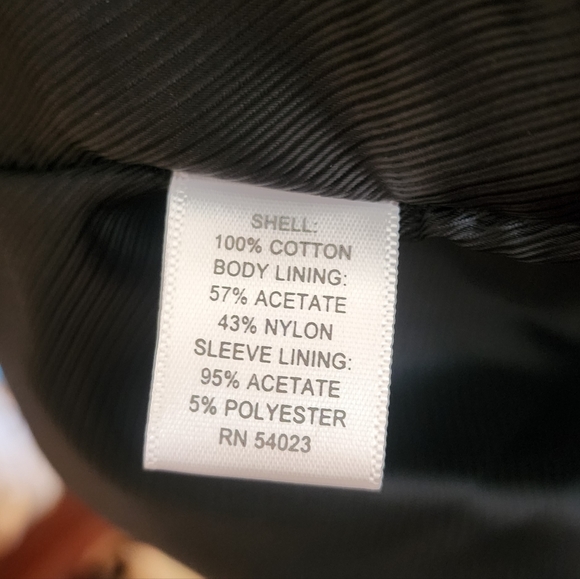 SHELL:
100% COTTON
BODY LINING:
57% ACETATE
43% NYLON
SLEEVE LINING:
95% ACETATE
5% POLYESTER
RN 54023